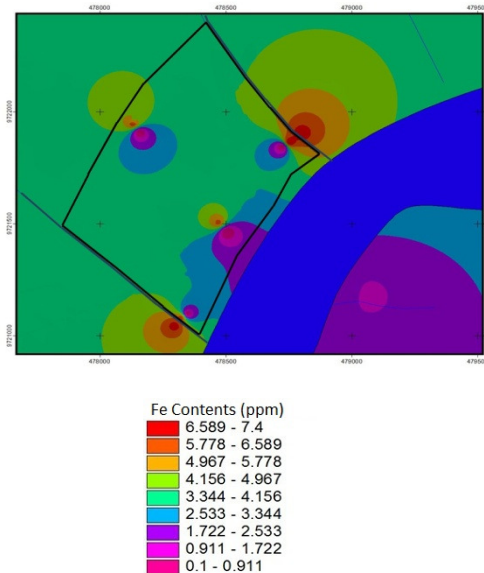 478000 478500 479000 47950
9722000
9721500
9721000
478000 478500 479000 47950
Fe Contents (ppm)
6.589 - 7.4
5.778 - 6.589
4.967 - 5.778
4.156 - 4.967
3.344 - 4.156
2.533 - 3.344
1.722 - 2.533
0.911 - 1.722
0.1 - 0.911